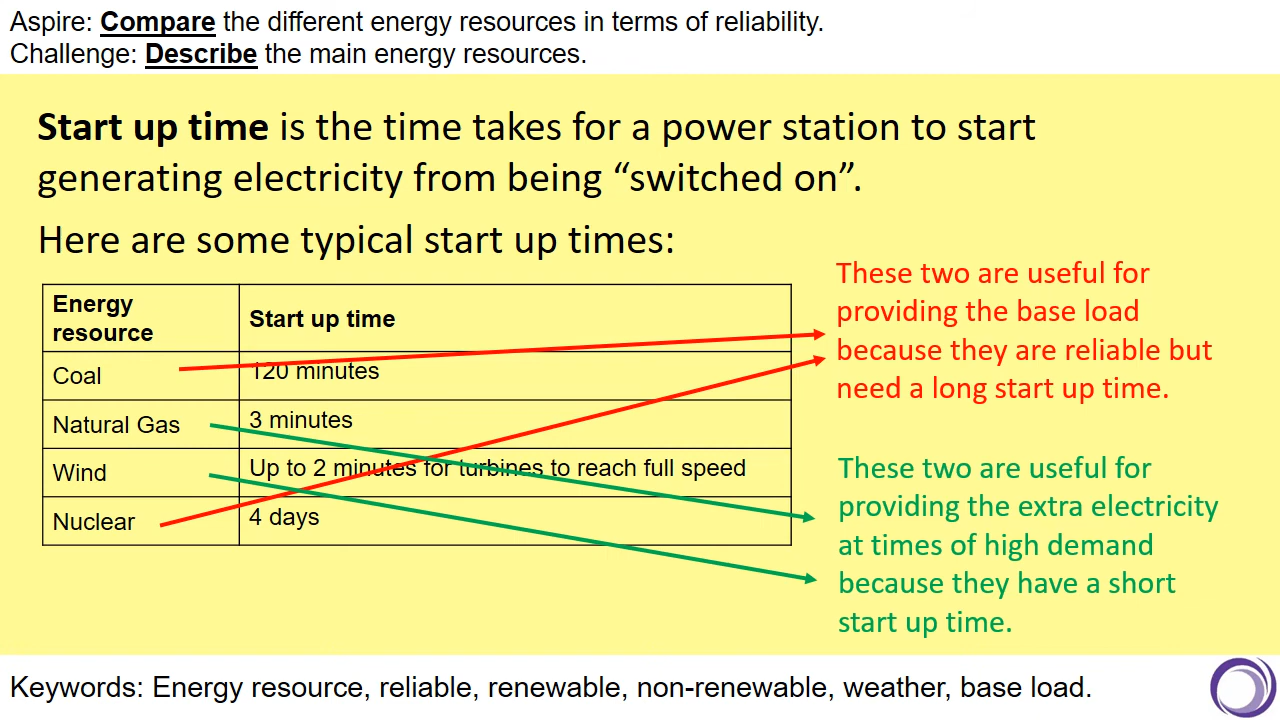 Aspire: Compare the different energy resources in terms of reliability.
Challenge: Describe the main energy resources.
Start up time is the time takes for a power station to start
generating electricity from being “switched on”.
Here are some typical start up times:
Energy
resource
Start up time
Coal
120 minutes
Natural Gas
3 minutes
Wind
Up to 2 minutes for turbines to reach full speed
Nuclear
4 days
These two are useful for
providing the base load
because they are reliable but
need a long start up time.
These two are useful for
providing the extra electricity
at times of high demand
because they have a short
start up time.
Keywords: Energy resource, reliable, renewable, non-renewable, weather, base load.